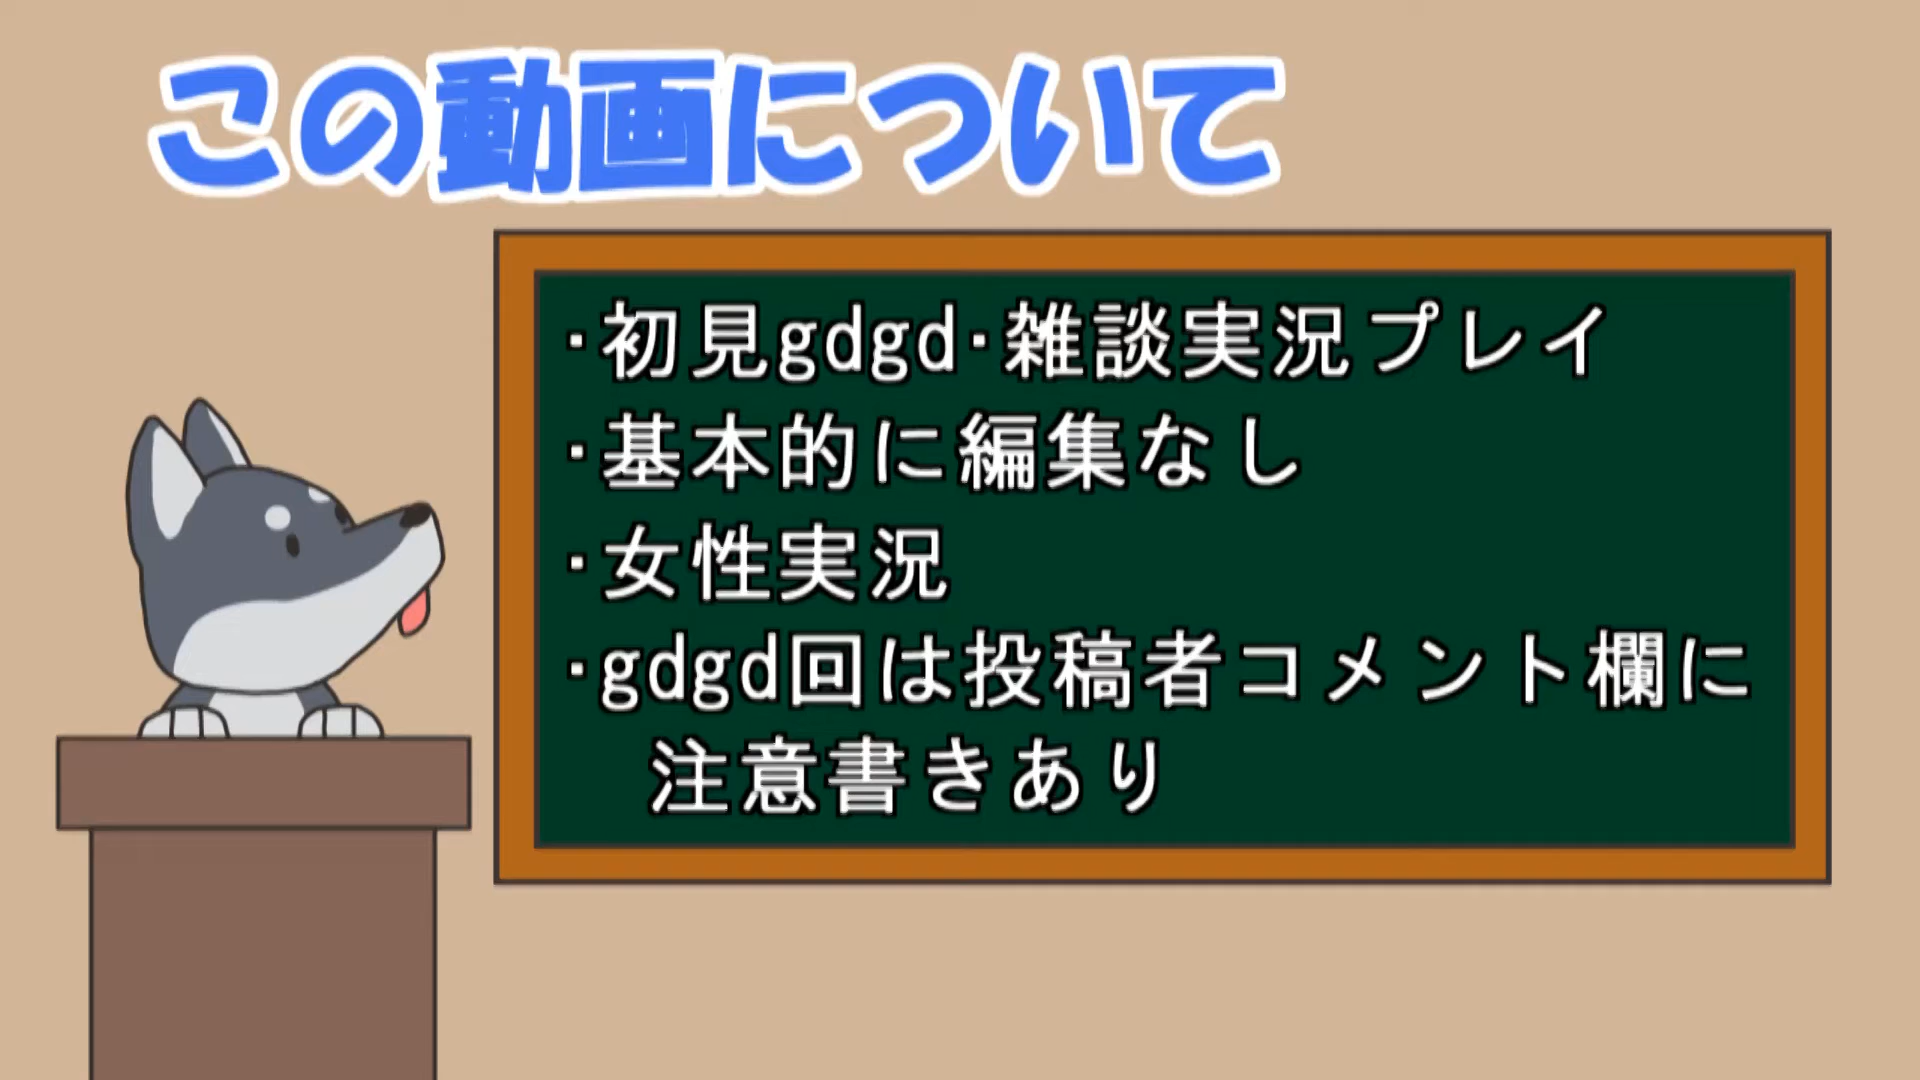 この動画について
・初見gdgd・雑談実況プレイ
・基本的に編集なし
・女性実況
・gdgd回は投稿者コメント欄に
注意書きあり